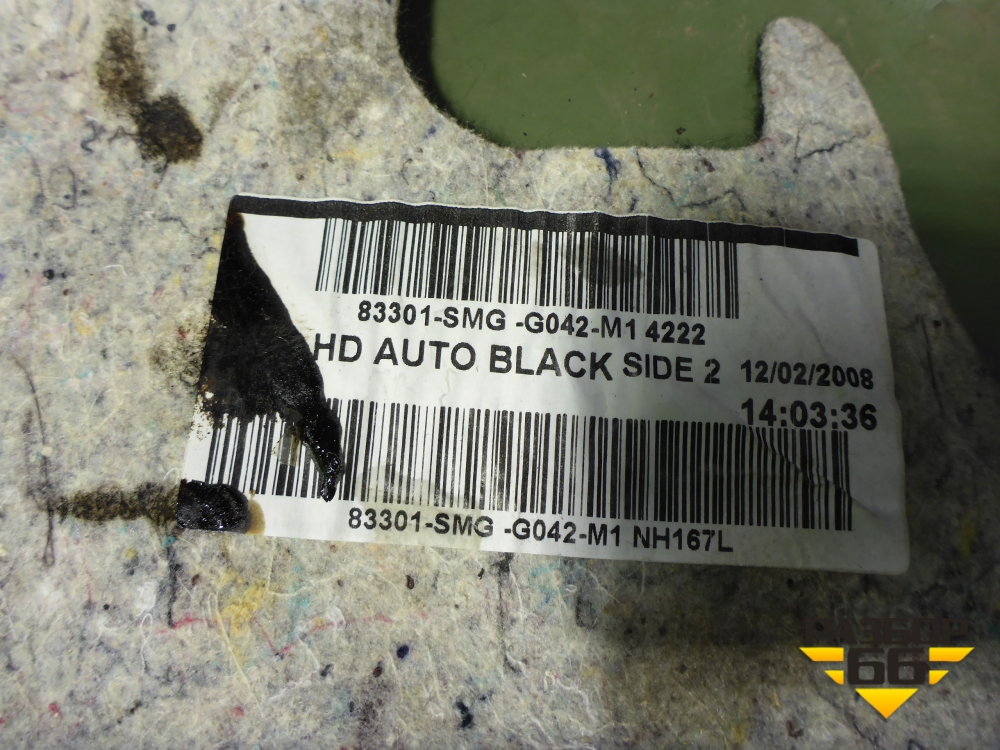 83301-SMG -G042-M1 4222
HD AUTO BLACK SIDE 2 12/02/2008
14:03:36
83301-SMG -G042-M1 NH167L
РАЗБОР
66